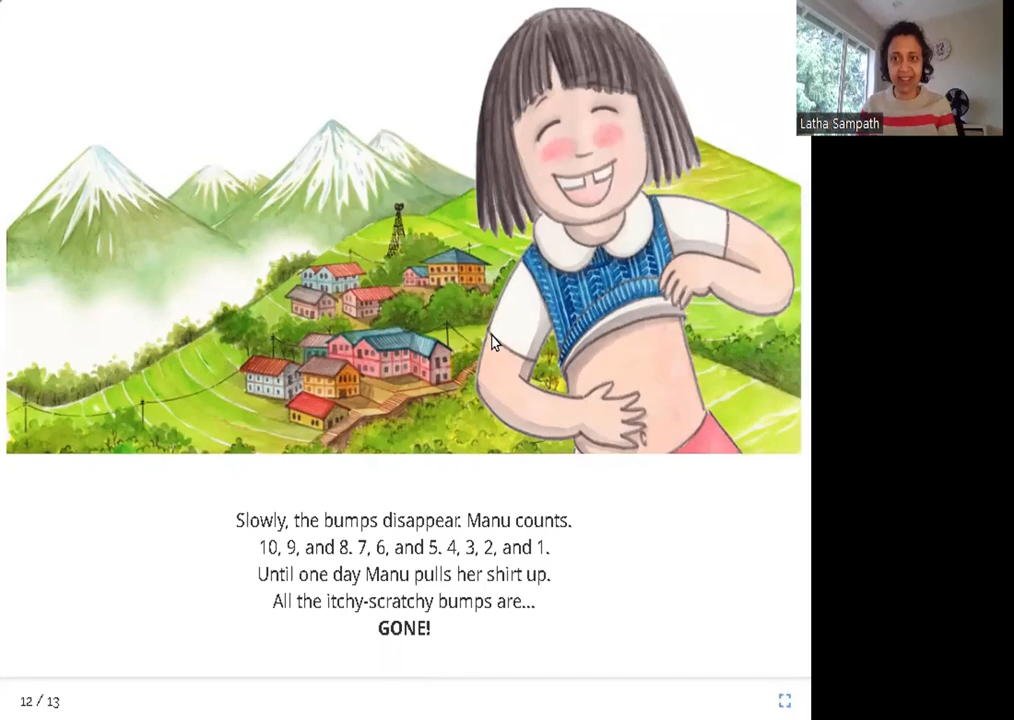 Latha Sampath
Slowly, the bumps disappear. Manu counts.
10, 9, and 8. 7, 6, and 5. 4, 3, 2, and 1.
Until one day Manu pulls her shirt up.
All the itchy-scratchy bumps are...
GONE!
12 / 13